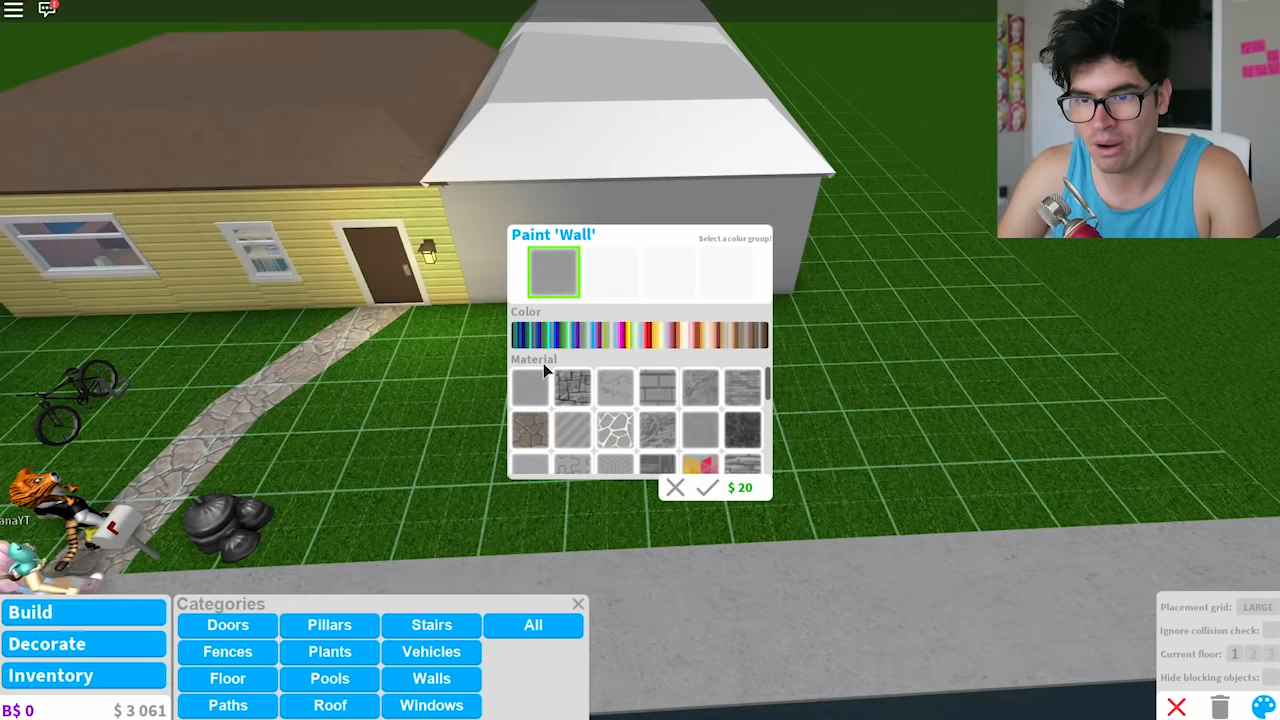 Paint 'Wall'
Select a color group!
Color
Material
$ 20
anaYT
F
Build
Decorate
Inventory
B$ 0
$ 3 061
Categories
Doors
Pillars
Stairs
All
Fences
Plants
Vehicles
Floor
Pools
Walls
Paths
Roof
Windows
Placement grid: LARGE
Ignore collision check:
Current floor: 1 2 3
Hide blocking objects: